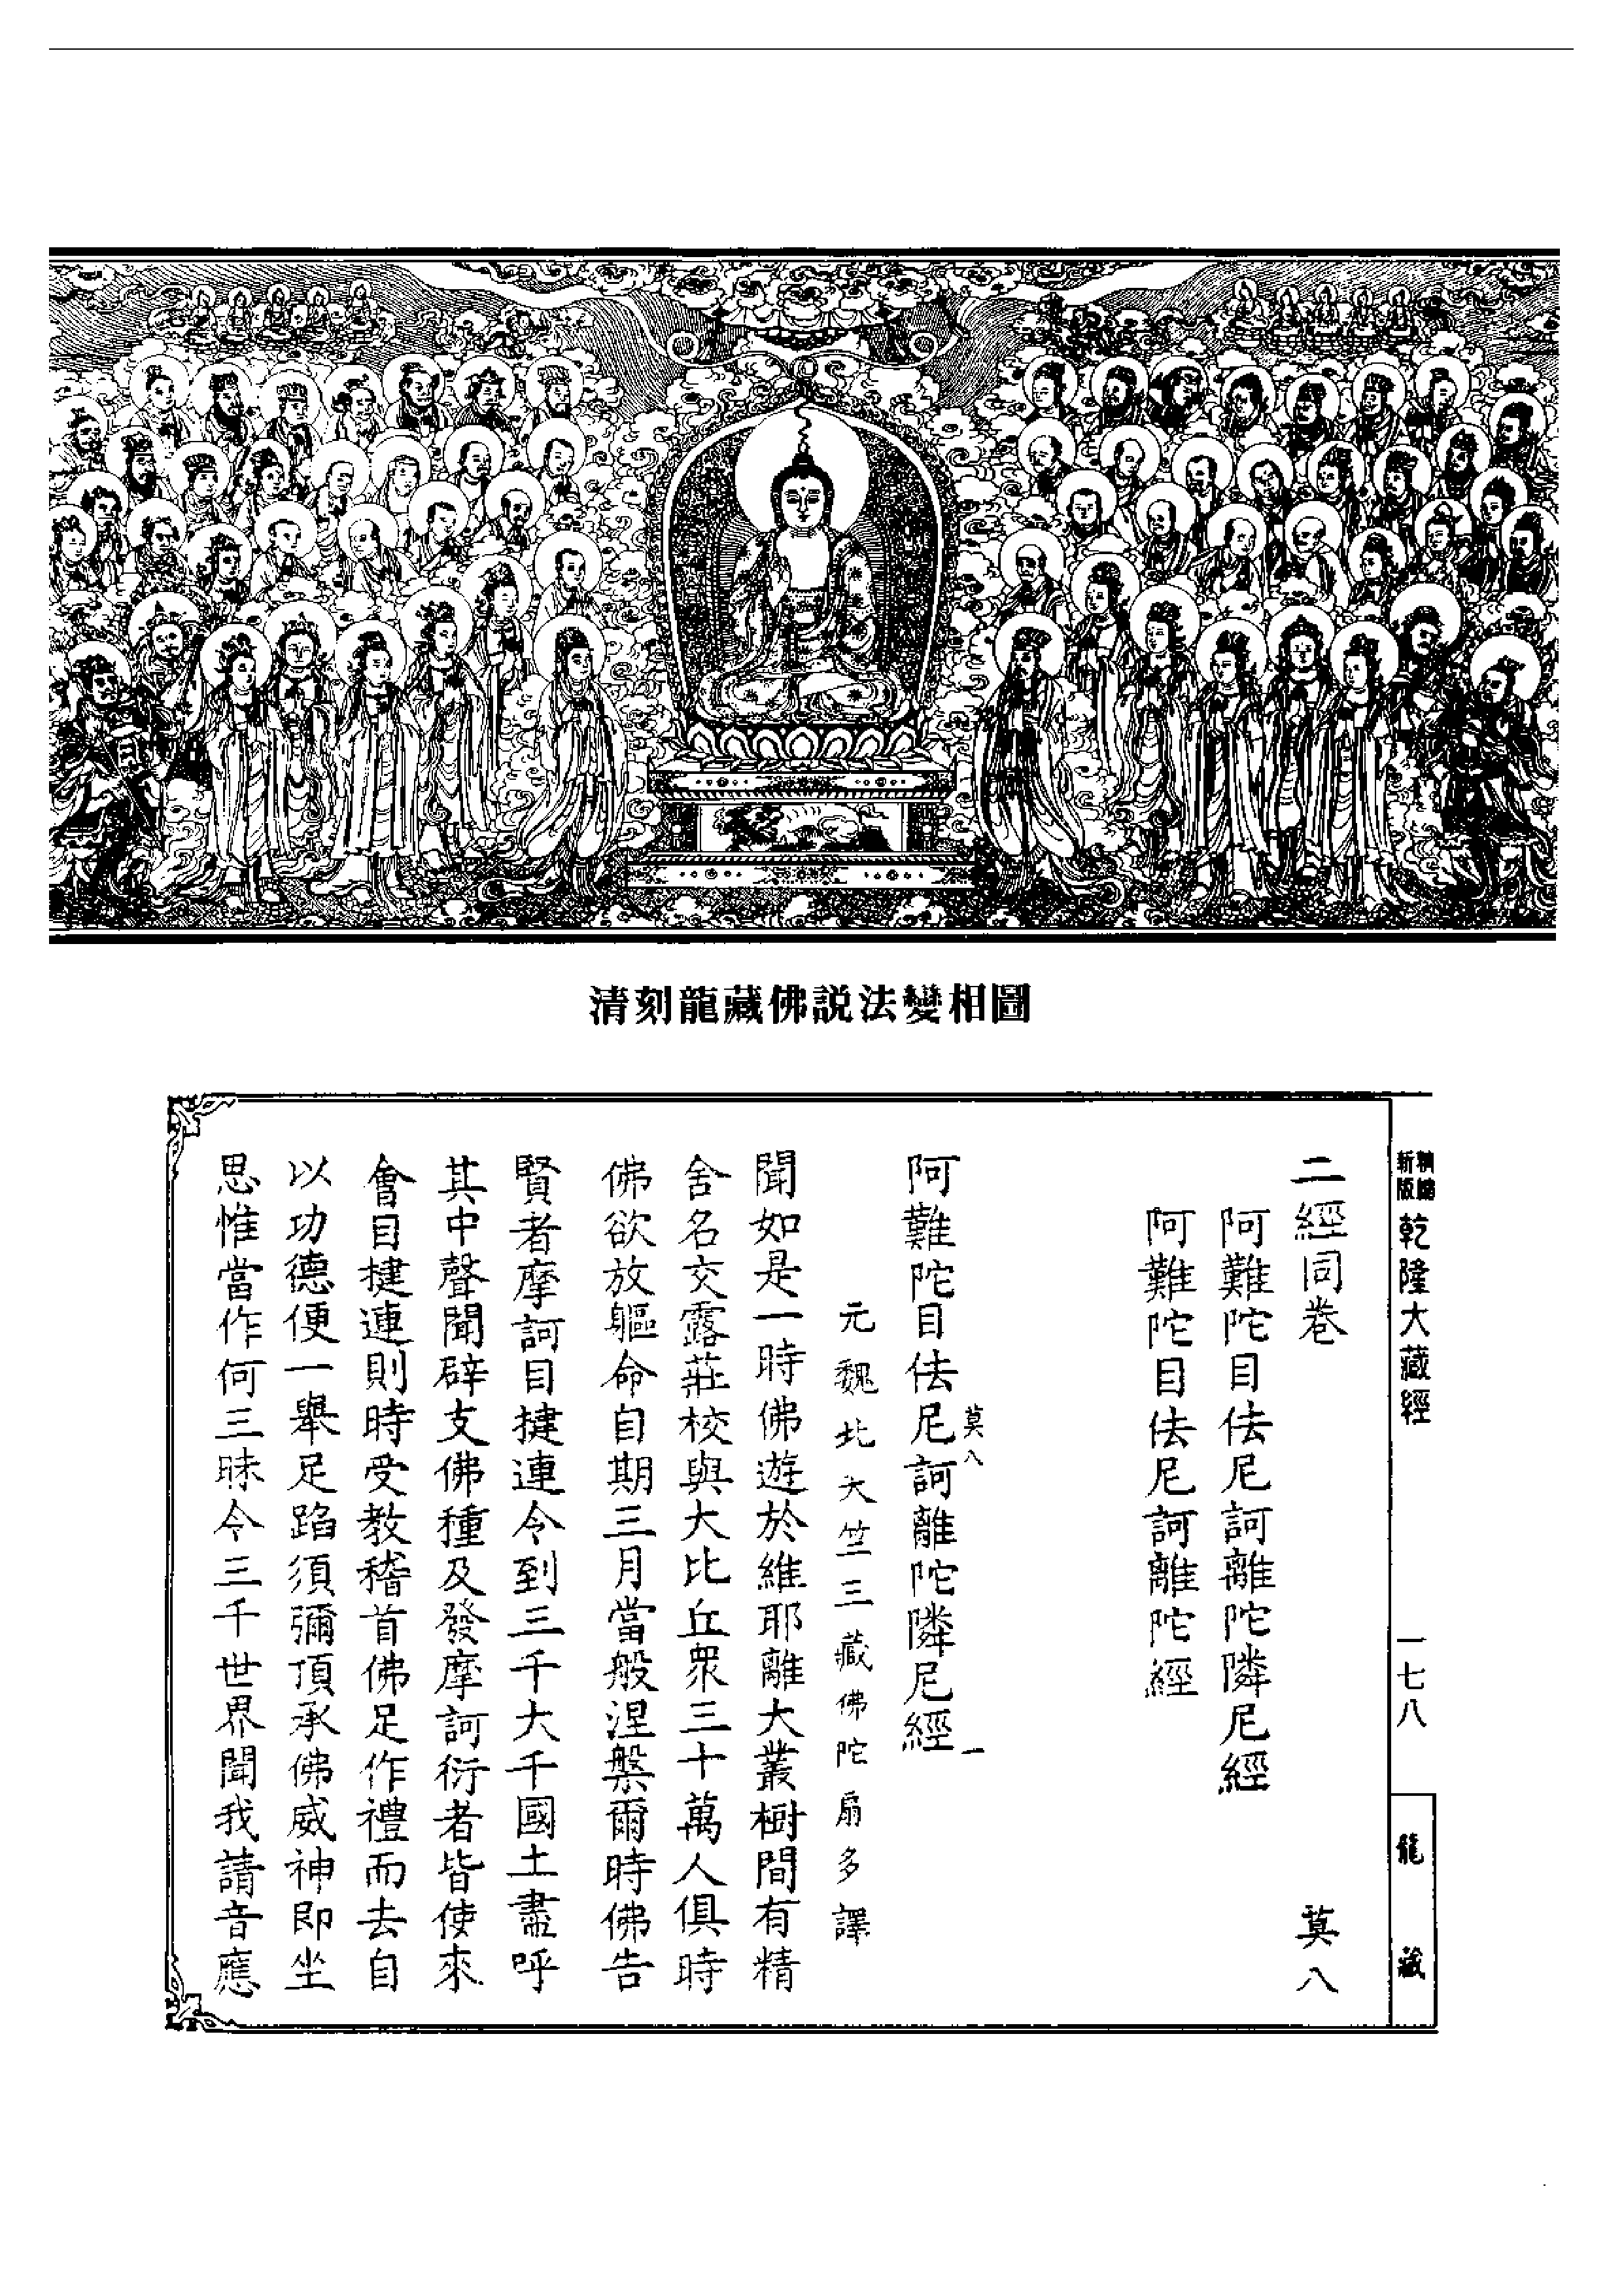 清刻龍藏佛説法變相圖
新版
精縮
乾隆大藏經
一七八
龍藏
二經同卷 莫八
阿難陀目佉尼訶離陀隣尼經
阿難陀目佉尼訶離陀經
莫八 一
阿難陀目佉尼訶離陀隣尼經
元魏北天竺三藏佛陀扇多譯
聞如是一時佛遊於維耶離大叢樹間有精
舍名交露莊校與大比丘眾三十萬人俱時
佛欲放軀命自期三月當般涅槃爾時佛告
賢者摩訶目揵連令到三千大千國土盡呼
其中聲聞辟支佛種及發摩訶衍者皆使來
會目揵連則時受教稽首佛足作禮而去自
以功德便一舉足蹈須彌頂承佛威神即坐
思惟當作何三昧令三千世界聞我請音應